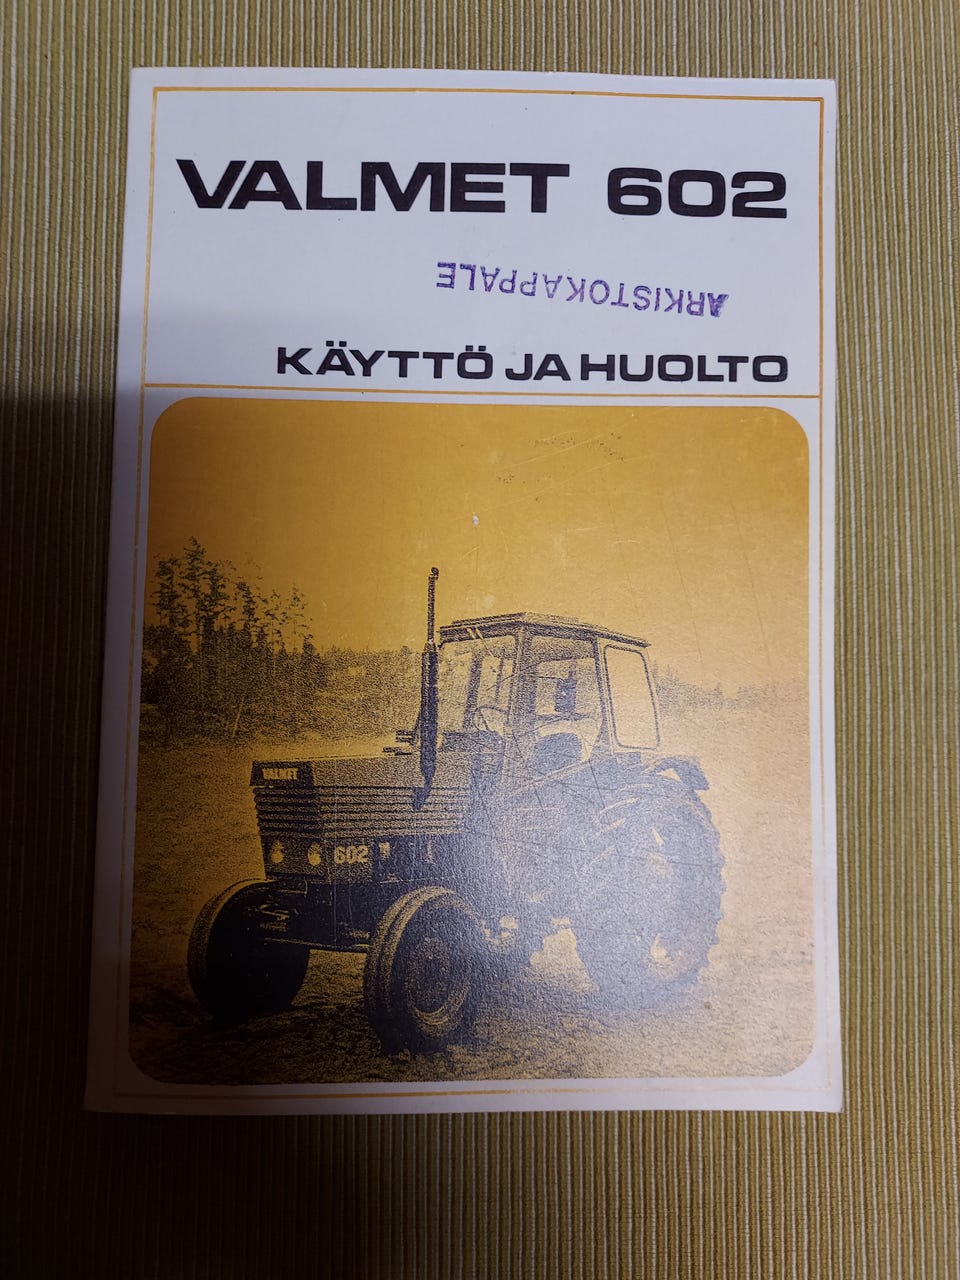 VALMET 602
ARKISTOKAPPALE
KÄYTTÖ JA HUOLTO
VALMET
602